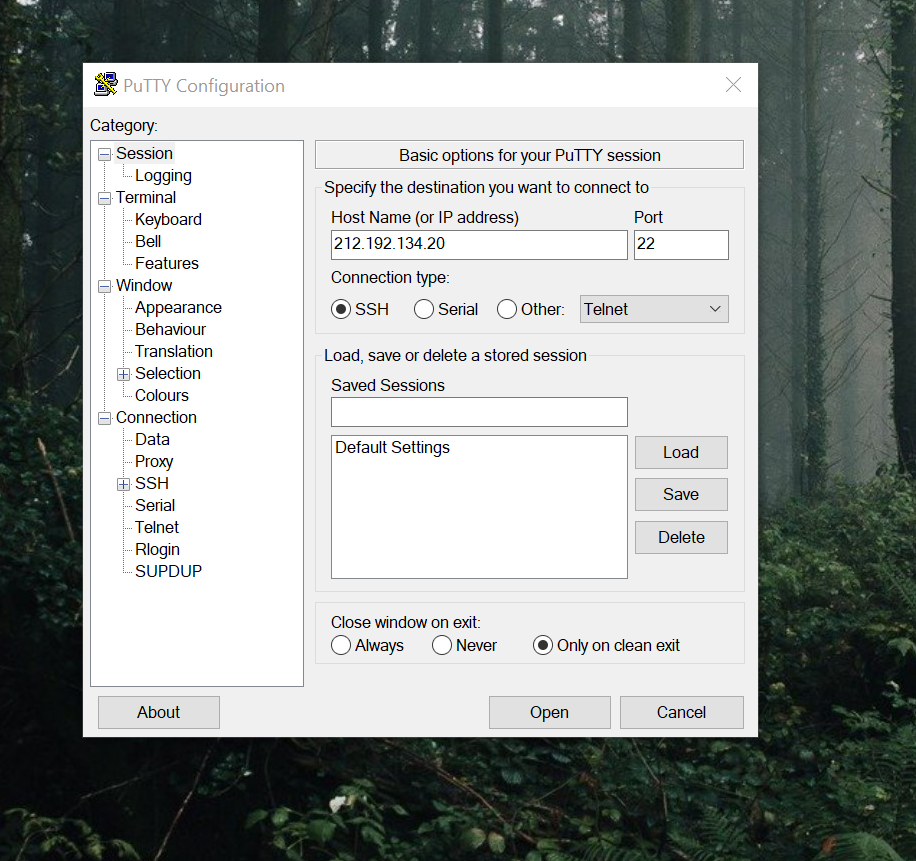 PuTTY Configuration
Category:
Session
Logging
Terminal
Keyboard
Bell
Features
Window
Appearance
Behaviour
Translation
Selection
Colours
Connection
Data
Proxy
SSH
Serial
Telnet
Rlogin
SUPDUP
Basic options for your PuTTY session
Specify the destination you want to connect to
Host Name (or IP address) Port
212.192.134.20 22
Connection type:
SSH Serial Other: Telnet
Load, save or delete a stored session
Saved Sessions
Default Settings
Load
Save
Delete
Close window on exit:
Always Never Only on clean exit
About Open Cancel